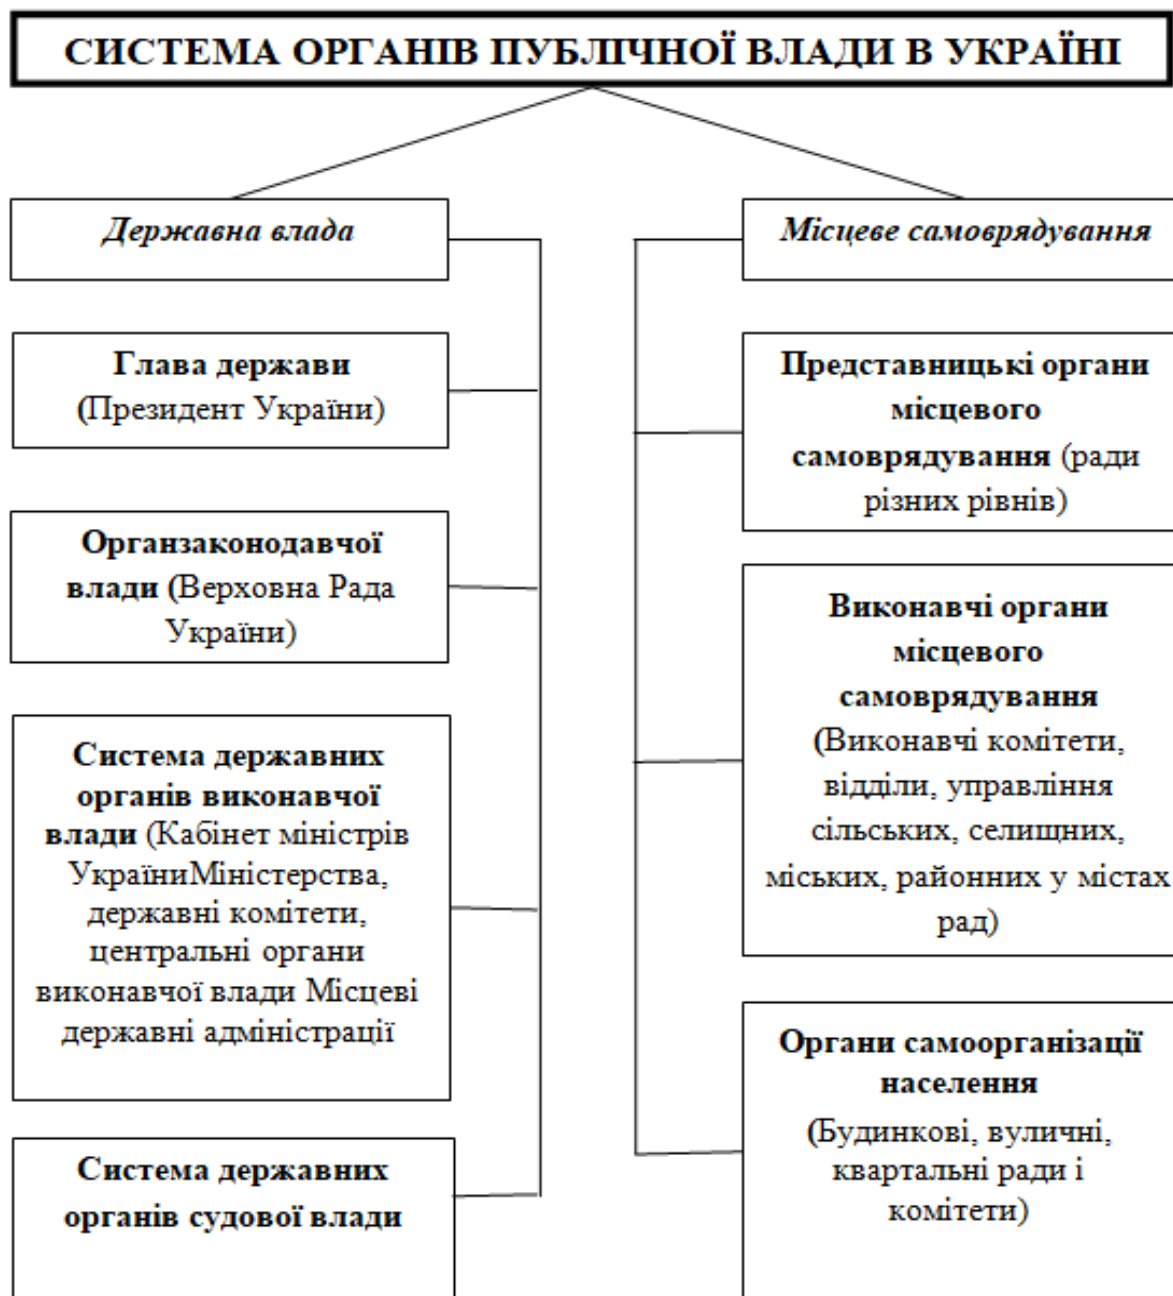 СИСТЕМА ОРГАНІВ ПУБЛІЧНОЇ ВЛАДИ В УКРАЇНІ
Державна влада
Глава держави
(Президент України)
Органзаконодавчої
влади (Верховна Рада
України)
Система державних
органів виконавчої
влади (Кабінет міністрів
УкраїниМіністерства,
державні комітети,
центральні органи
виконавчої влади Місцеві
державні адміністрації
Система державних
органів судової влади
Місцеве самоврядування
Представницькі органи
місцевого
самоврядування (ради
різних рівнів)
Виконавчі органи
місцевого
самоврядування
(Виконавчі комітети,
відділи, управління
сільських, селищних,
міських, районних у містах
рад)
Органи самоорганізації
населення
(Будинкові, вуличні,
квартальні ради і
комітети)